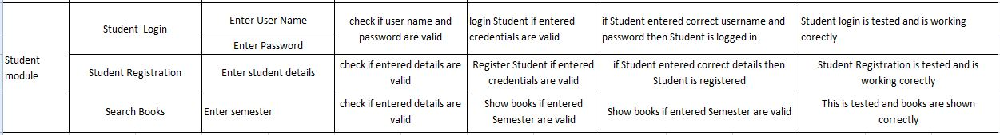 Student
module
Student  Login
Enter User Name
Enter Password
check if user name and
password are valid
login Student if entered
credentials are valid
if Student entered correct username and
password then Student is logged in
Student login is tested and is working
corectly
Student Registration
Enter student details
check if entered details are
valid
Register Student if entered
credentials are valid
if Student entered correct details then
Student is registered
Student Registration is tested and is
working corectly
Search Books
Enter semester
check if entered details are
valid
Show books if entered
Semester are valid
Show books if entered Semester are valid
This is tested and books are shown
correctly